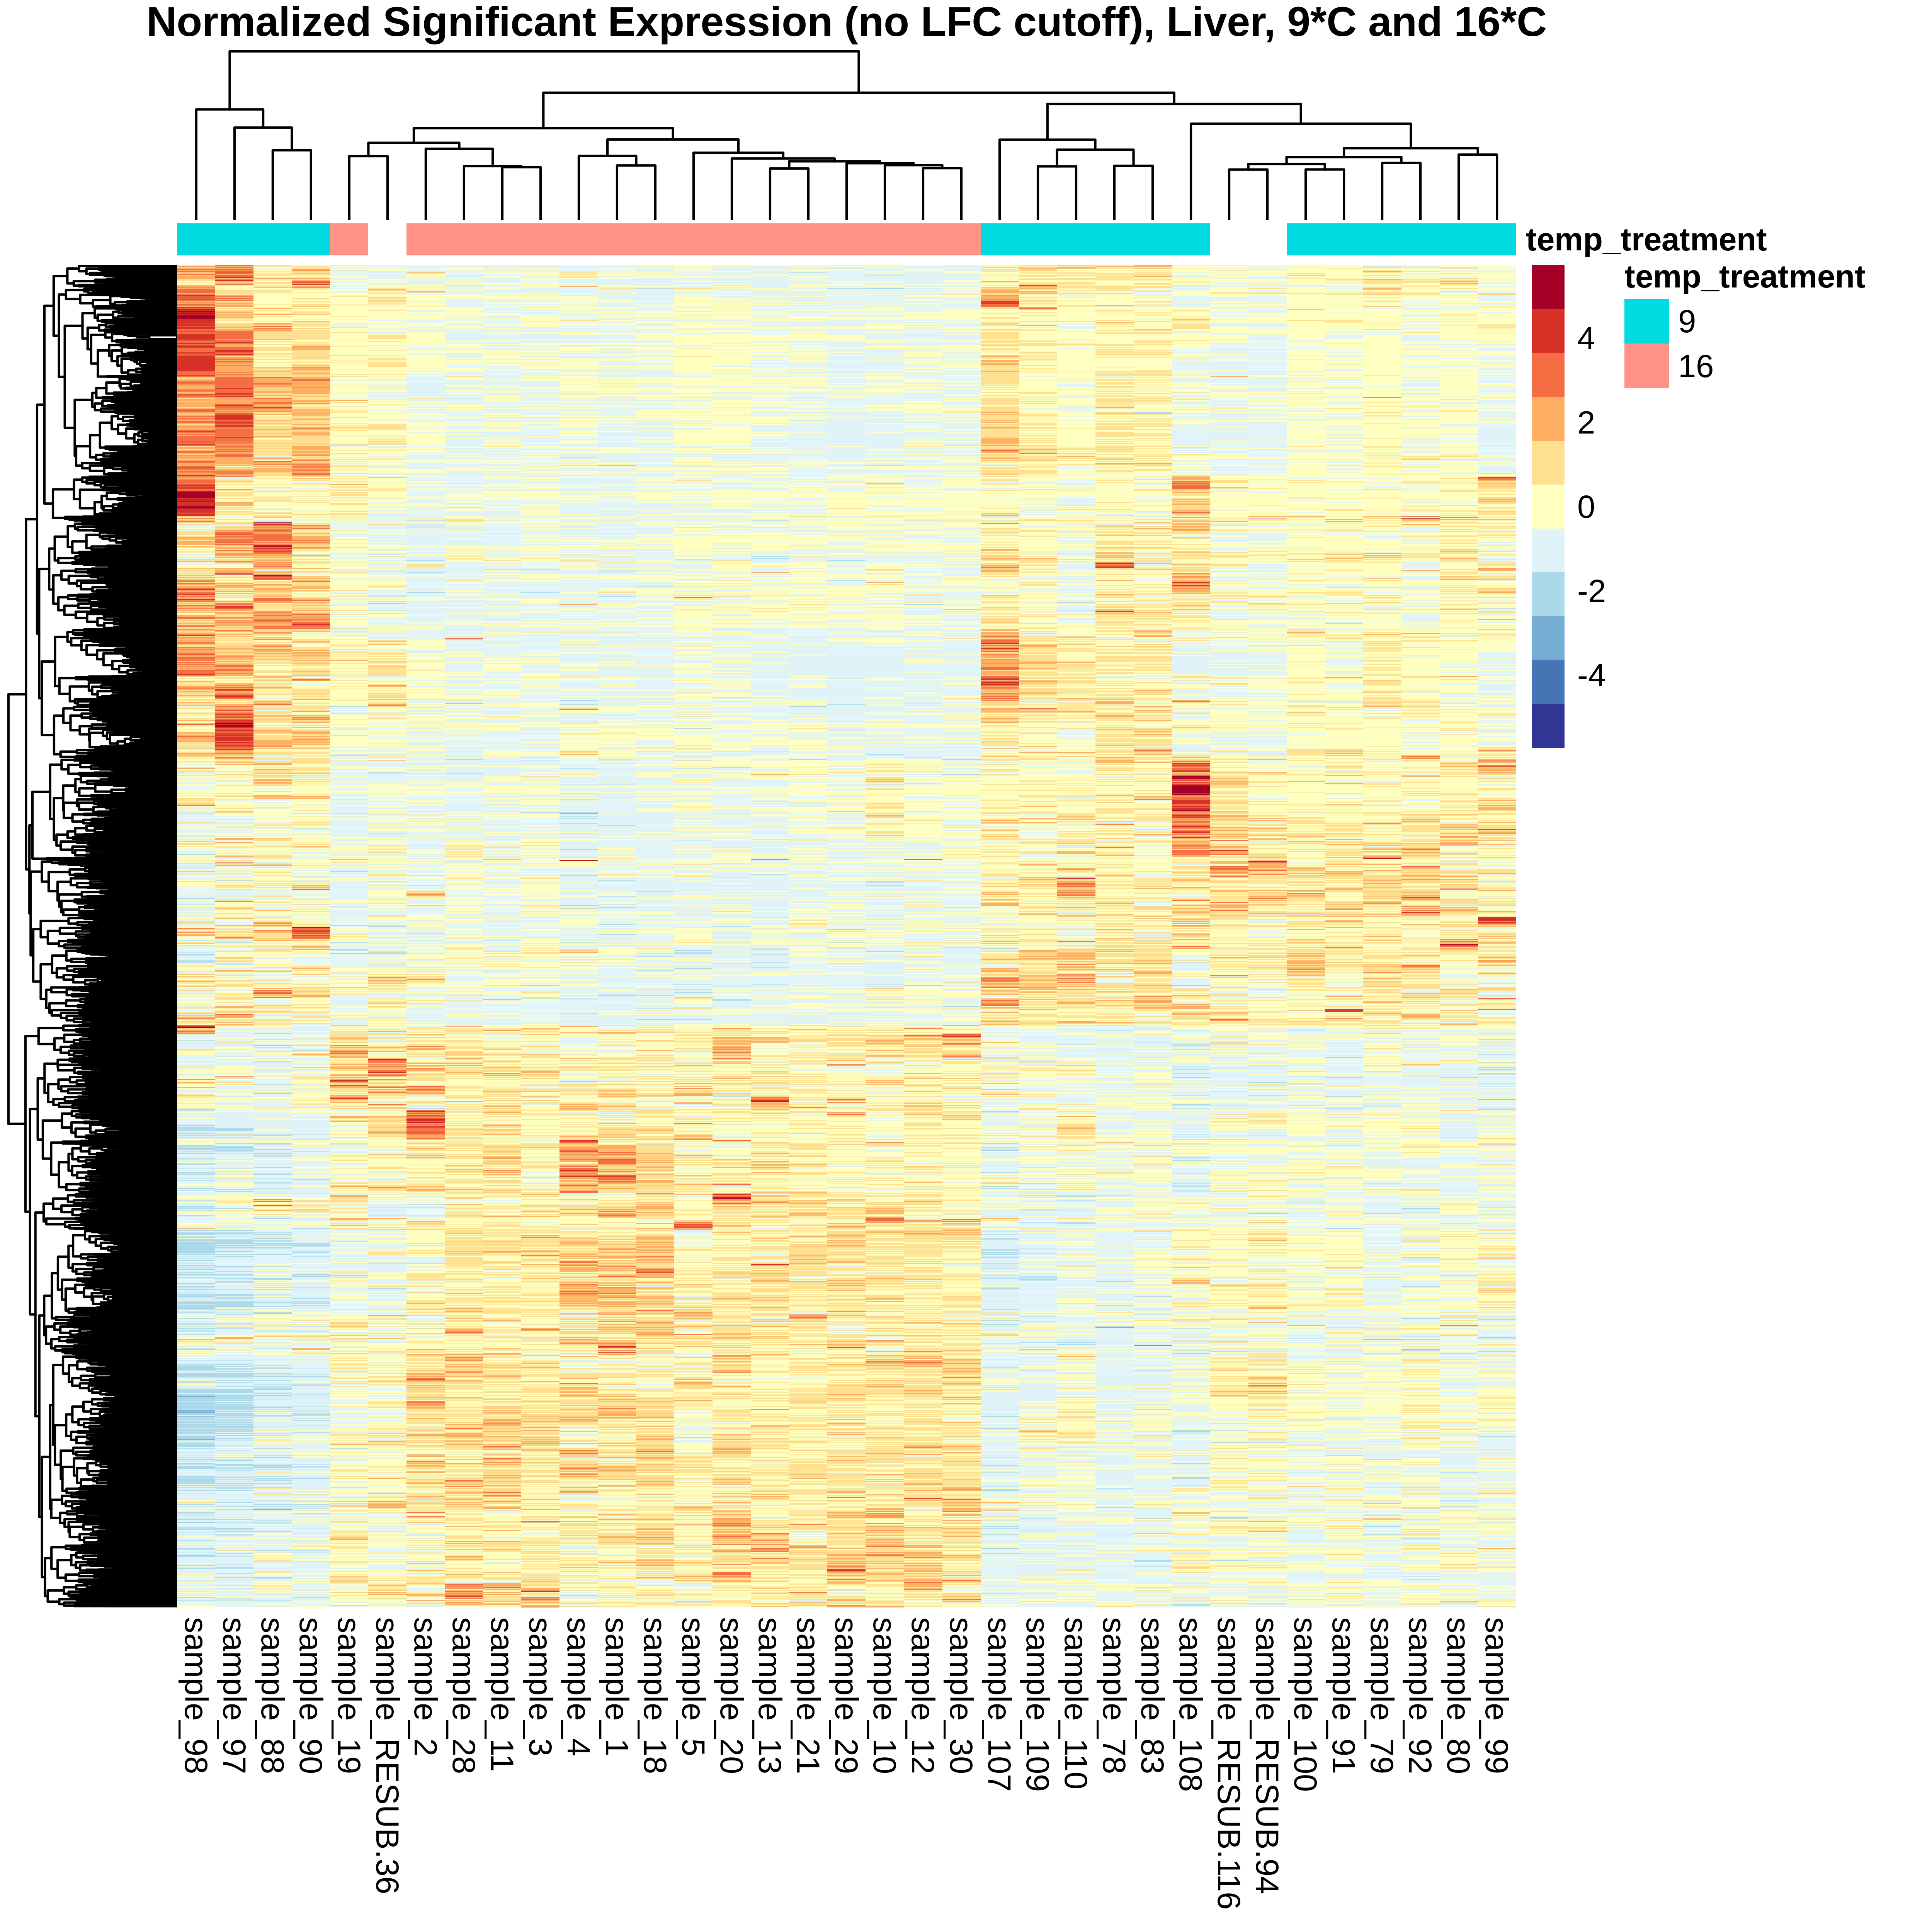 Normalized Significant Expression (no LFC cutoff), Liver, 9*C and 16*C
temp_treatment
temp_treatment
4
2
0
-2
-4
9
16
sample_98
sample_97
sample_88
sample_90
sample_19
sample_RESUB.36
sample_2
sample_28
sample_11
sample_3
sample_4
sample_1
sample_18
sample_5
sample_20
sample_13
sample_21
sample_29
sample_10
sample_12
sample_30
sample_107
sample_109
sample_110
sample_78
sample_83
sample_108
sample_RESUB.116
sample_RESUB.94
sample_100
sample_91
sample_79
sample_92
sample_80
sample_99